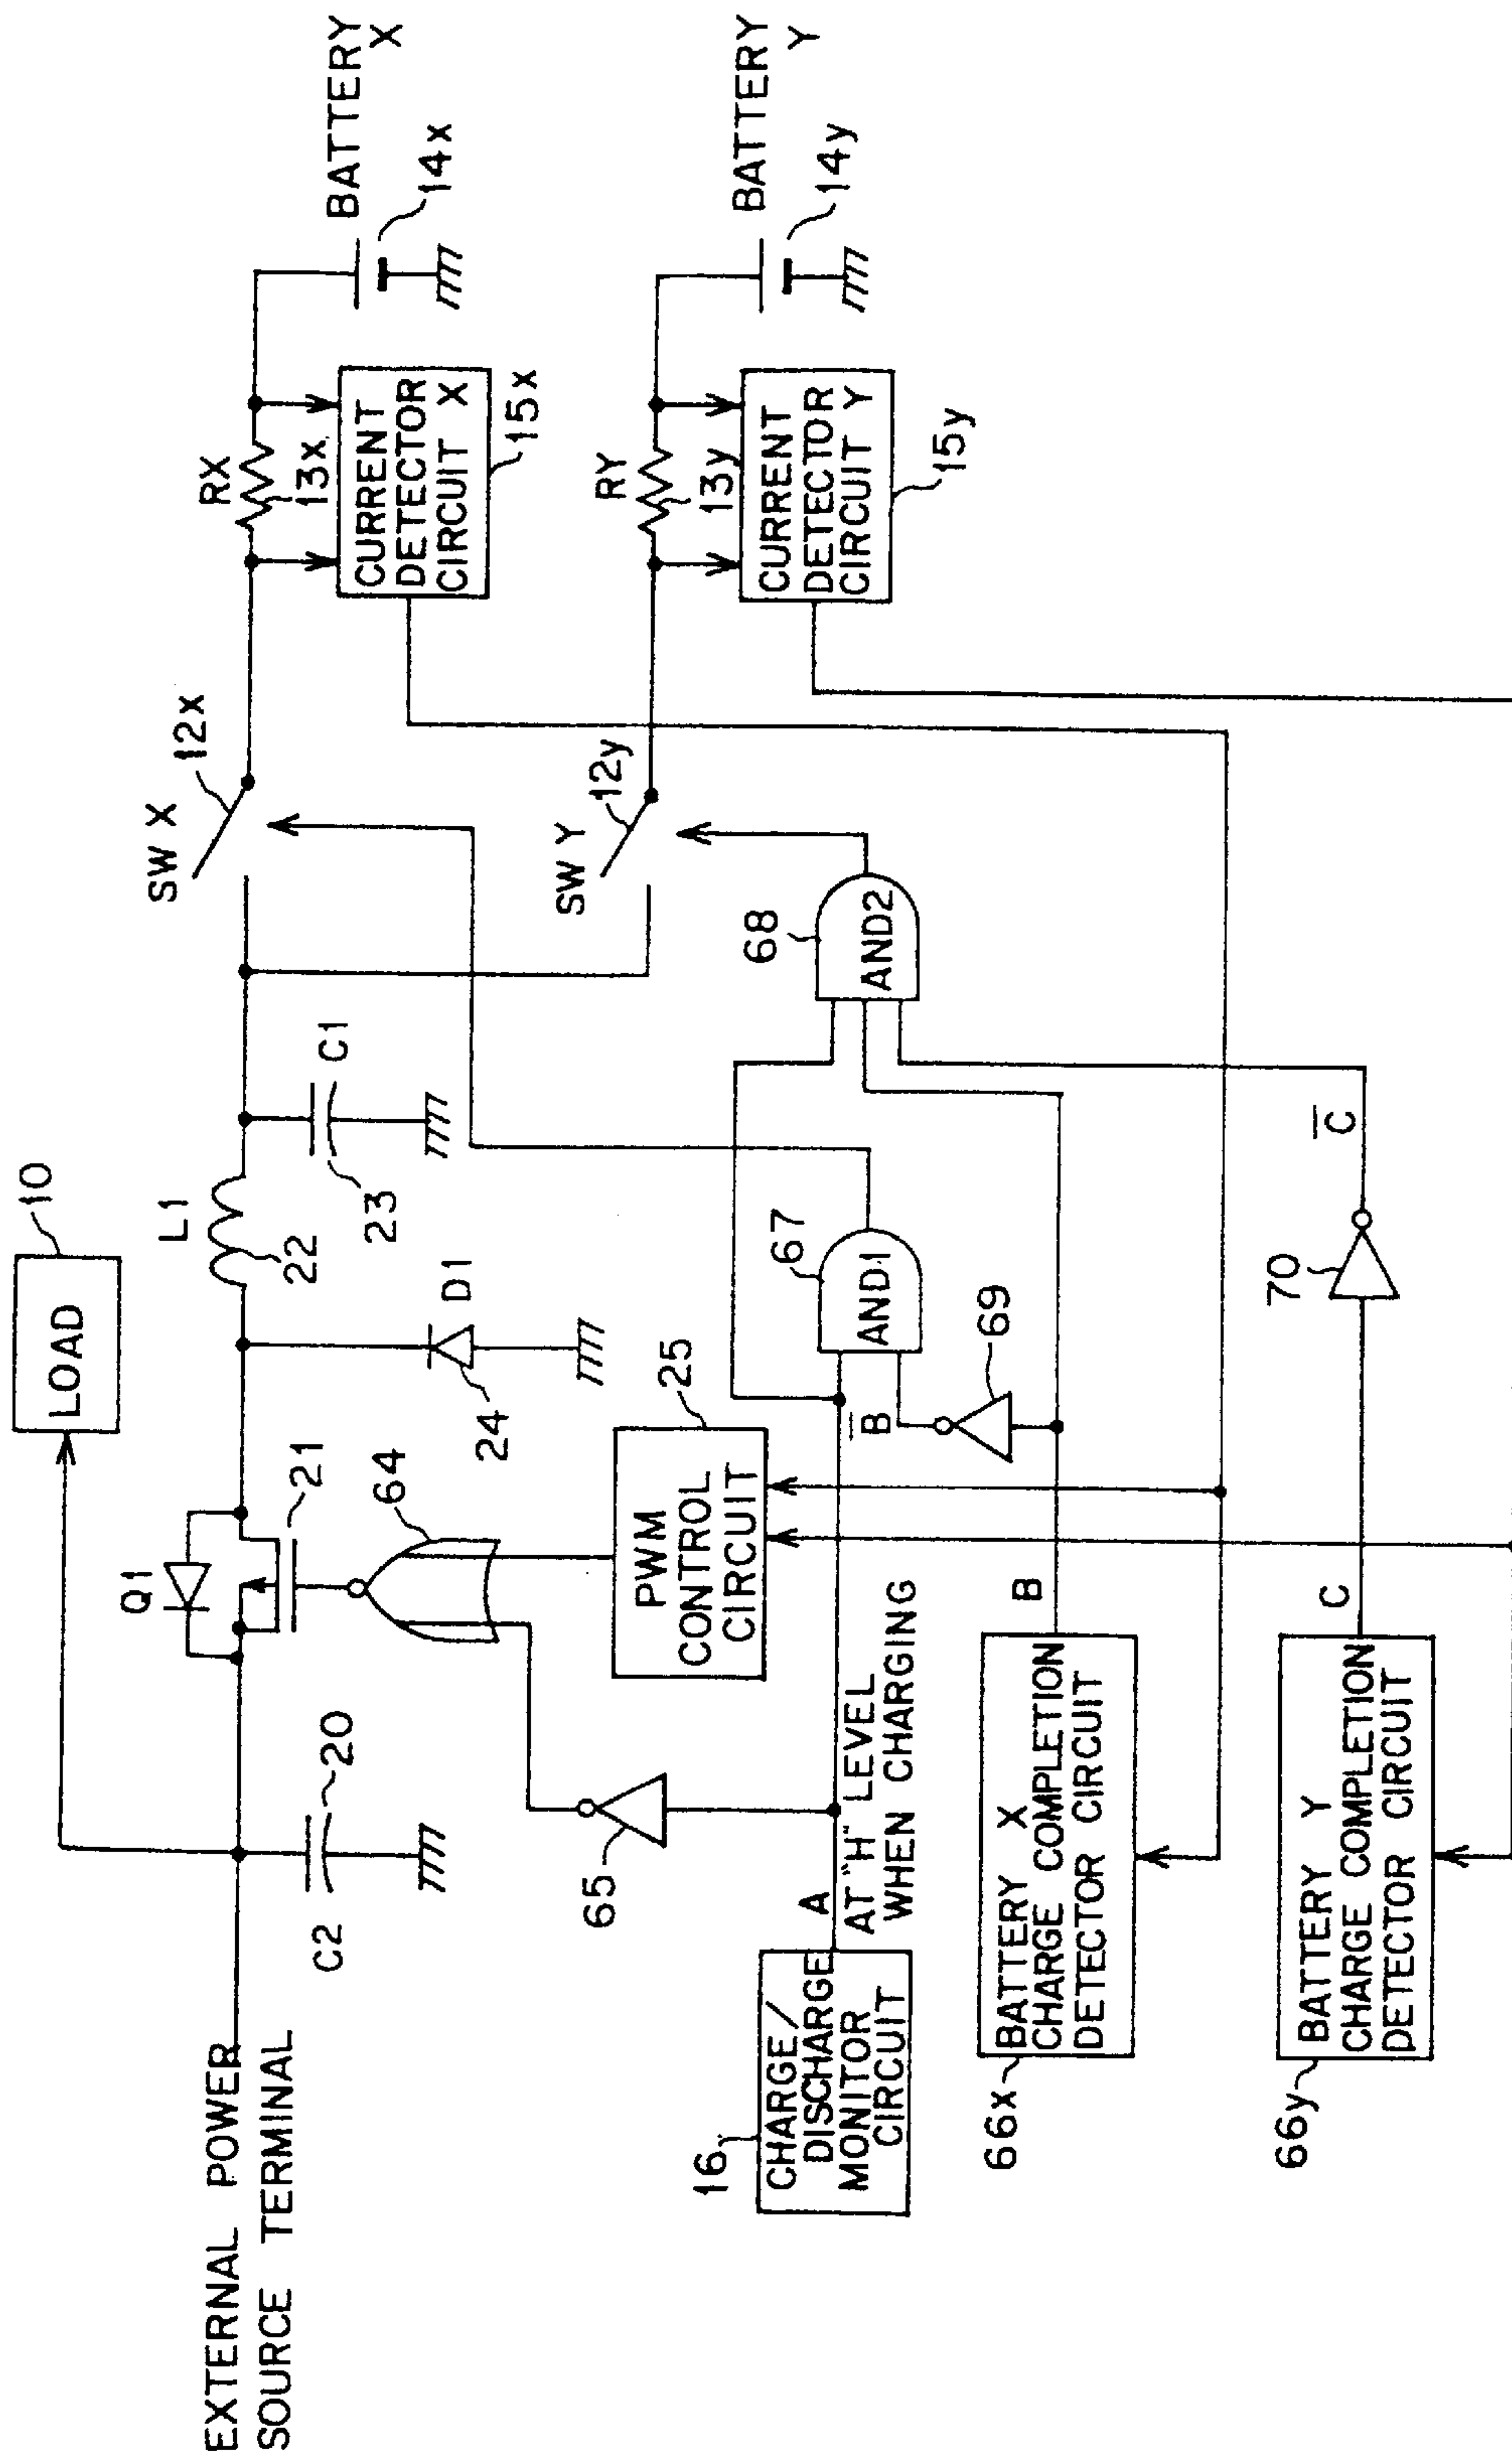 EXTERNAL POWER
SOURCE TERMINAL
LOAD
10
C2
20
Q1
21
L1
22
C1
23
D1
24
SW X
12x
RX
13x
BATTERY
X
14x
CURRENT
DETECTOR
CIRCUIT X
15x
SW Y
12y
RY
13y
BATTERY
Y
14y
CURRENT
DETECTOR
CIRCUIT Y
15y
64
65
PWM
CONTROL
CIRCUIT
25
67
AND1
68
AND2
B̅
69
16
CHARGE/
DISCHARGE
MONITOR
CIRCUIT
A
AT "H" LEVEL
WHEN CHARGING
66x
BATTERY X
CHARGE COMPLETION
DETECTOR CIRCUIT
B
66y
BATTERY Y
CHARGE COMPLETION
DETECTOR CIRCUIT
C
70
C̅